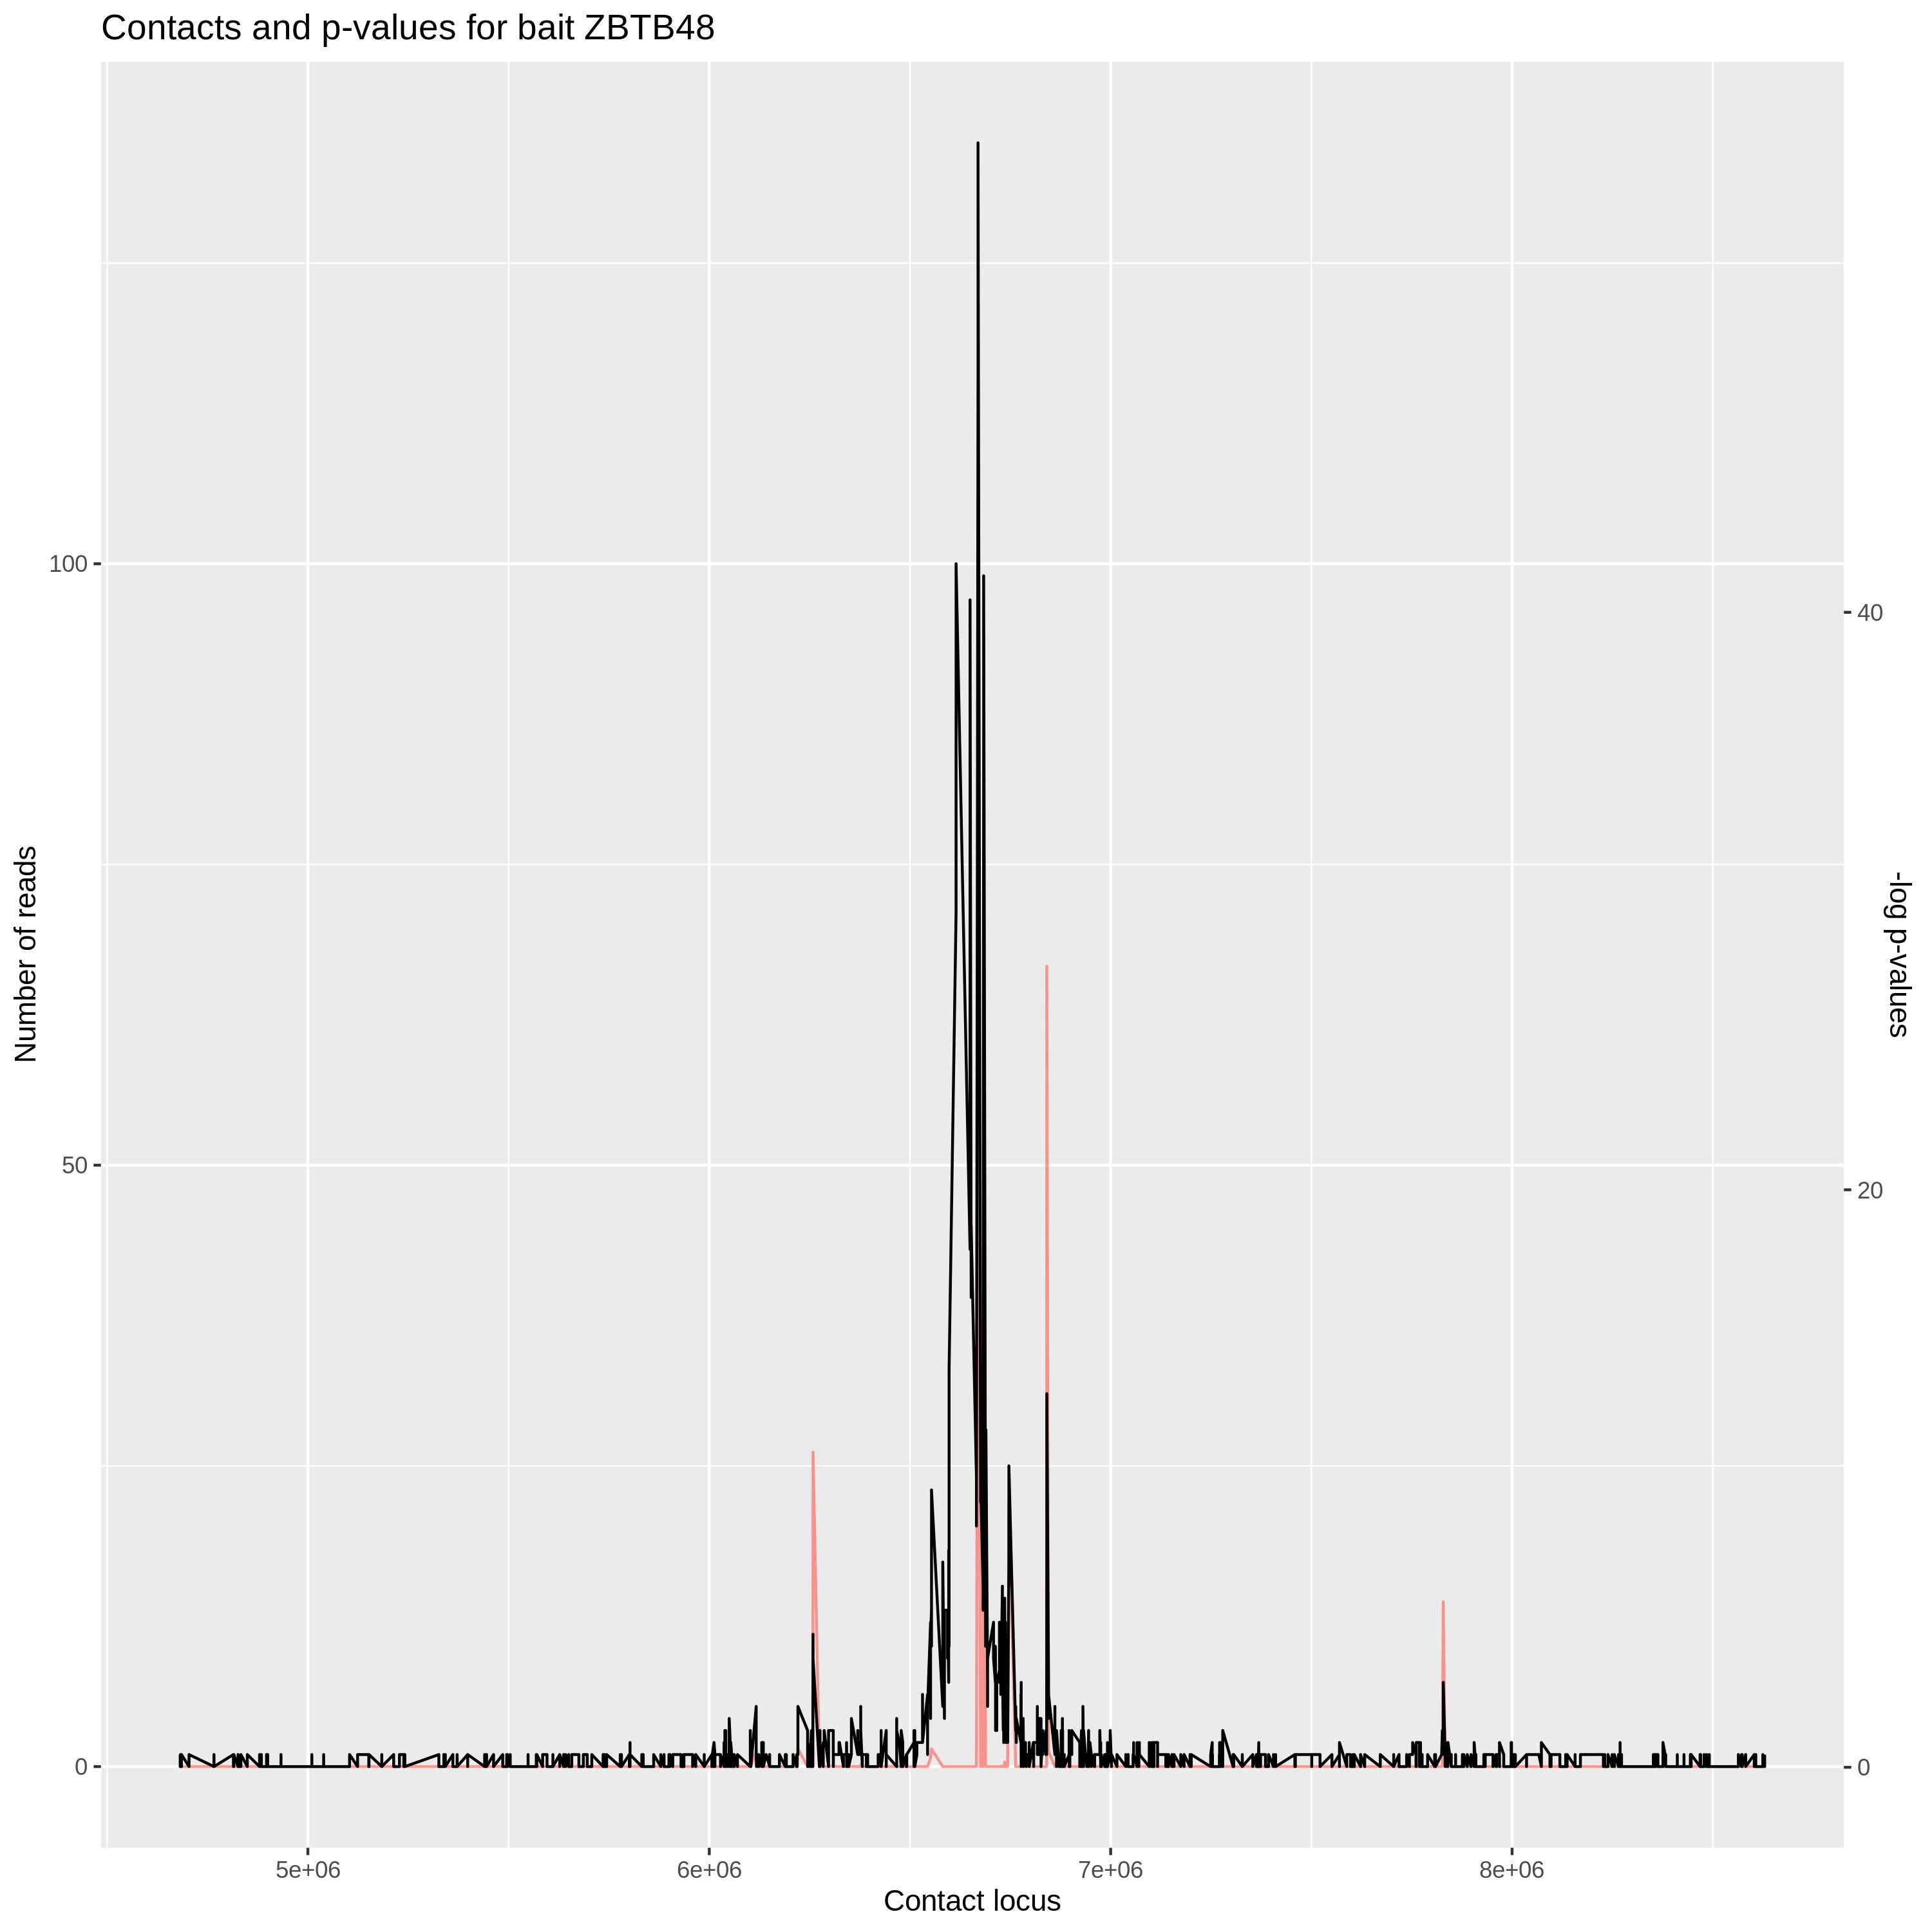 Contacts and p-values for bait ZBTB48
Number of reads
100
50
0
40
20
0
-log p-values
5e+06
6e+06
7e+06
8e+06
Contact locus